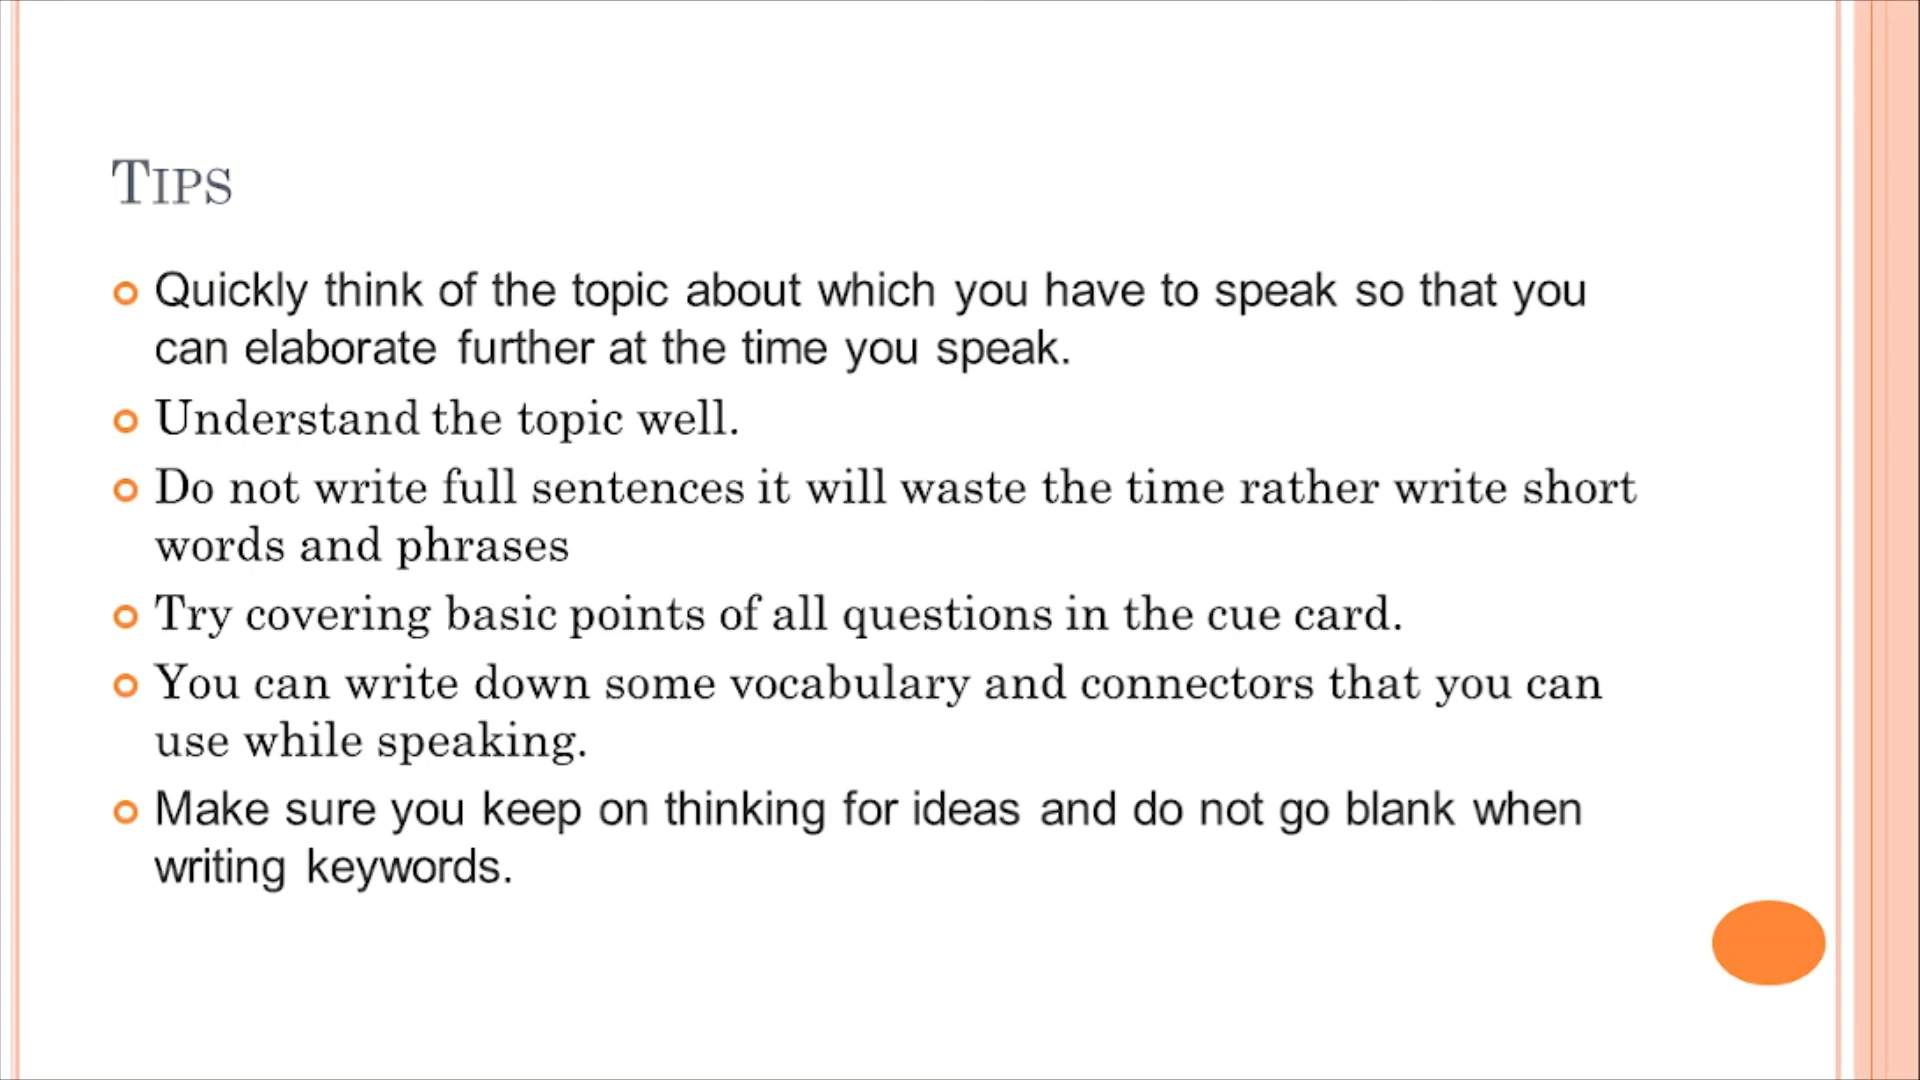 Tips
Quickly think of the topic about which you have to speak so that you
can elaborate further at the time you speak.
Understand the topic well.
Do not write full sentences it will waste the time rather write short
words and phrases
Try covering basic points of all questions in the cue card.
You can write down some vocabulary and connectors that you can
use while speaking.
Make sure you keep on thinking for ideas and do not go blank when
writing keywords.